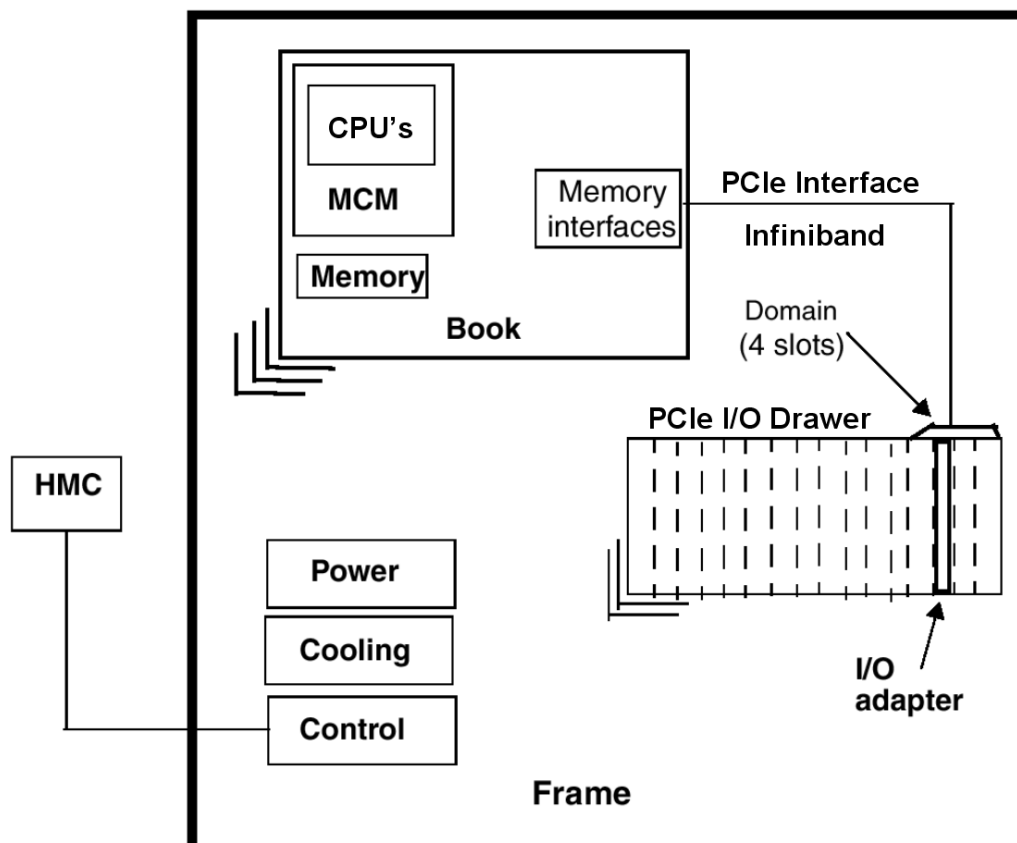 CPU's
MCM
Memory
Memory
interfaces
Book
PCIe Interface
Infiniband
Domain
(4 slots)
PCIe I/O Drawer
HMC
Power
Cooling
Control
I/O
adapter
Frame